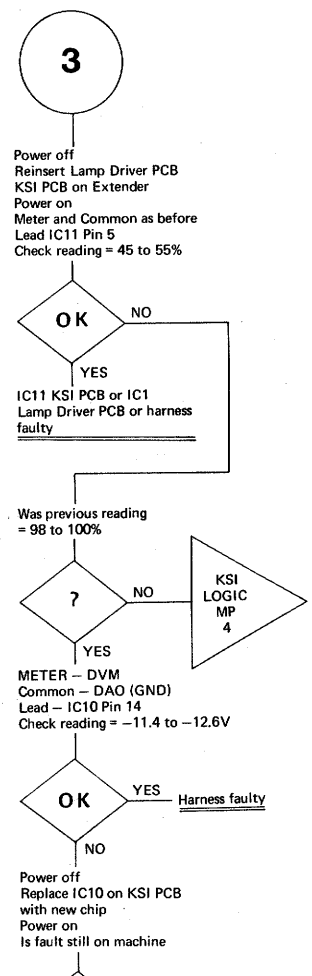 3
Power off
Reinsert Lamp Driver PCB
KSI PCB on Extender
Power on
Meter and Common as before
Lead IC11 Pin 5
Check reading = 45 to 55%
OK
NO
YES
IC11 KSI PCB or IC1
Lamp Driver PCB or harness
faulty
Was previous reading
= 98 to 100%
?
NO
KSI
LOGIC
MP
4
YES
METER – DVM
Common – DAO (GND)
Lead – IC10 Pin 14
Check reading = –11.4 to –12.6V
OK
YES
Harness faulty
NO
Power off
Replace IC10 on KSI PCB
with new chip
Power on
Is fault still on machine